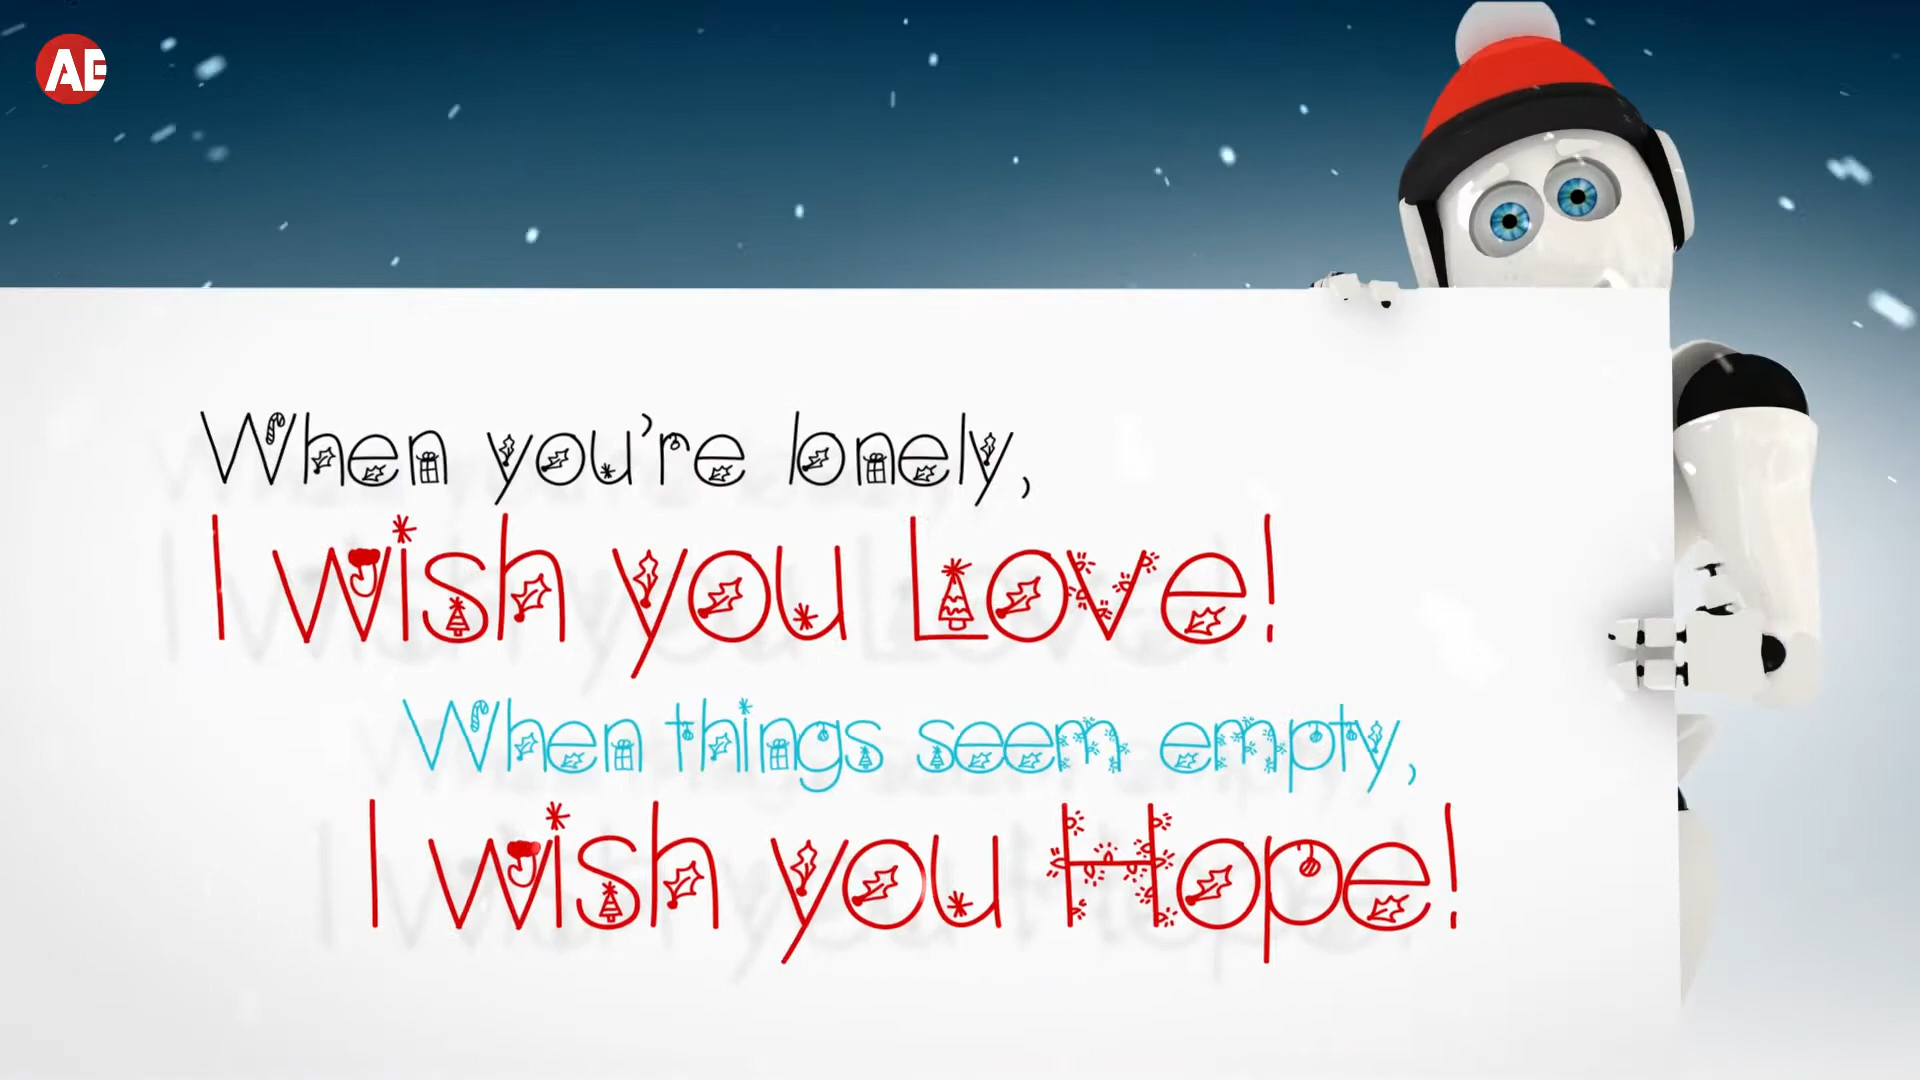 AE
When you're lonely,
I wish you Love!
When things seem empty,
I wish you Hope!